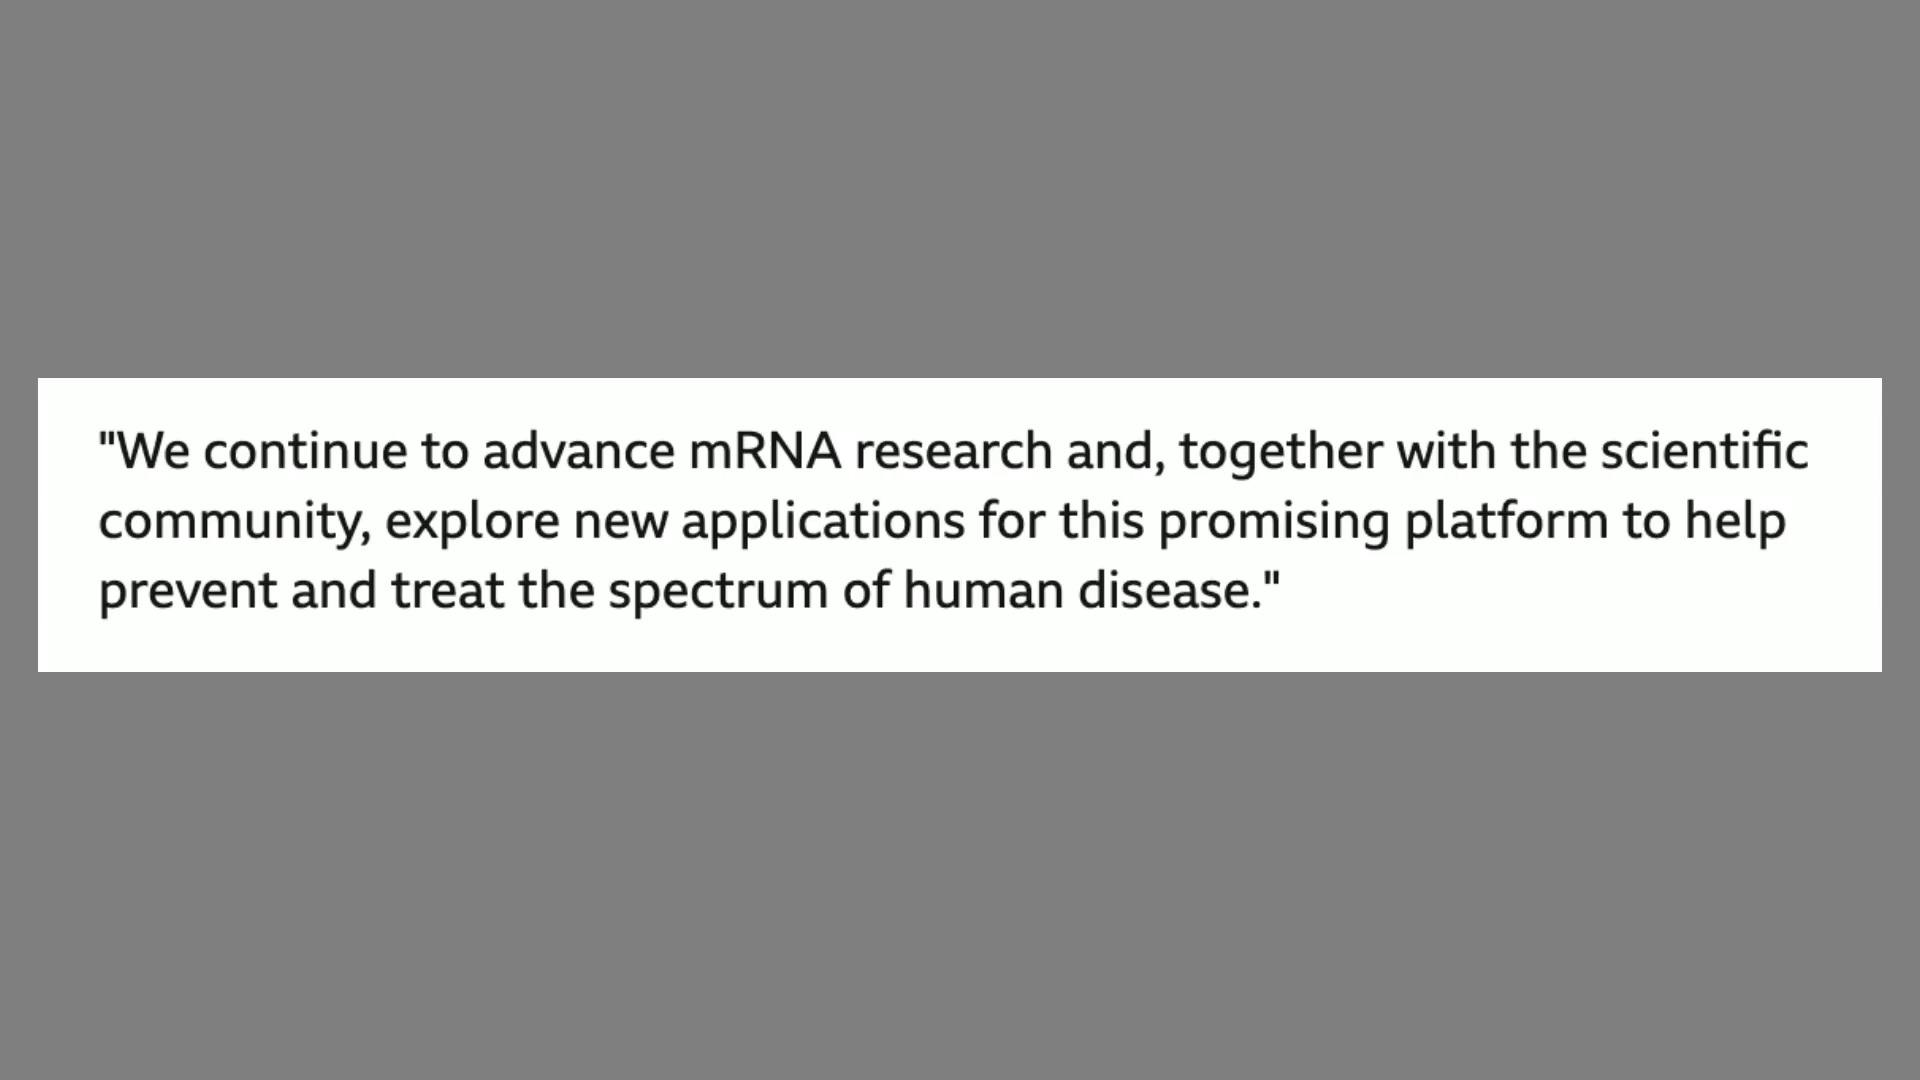 "We continue to advance mRNA research and, together with the scientific
community, explore new applications for this promising platform to help
prevent and treat the spectrum of human disease."